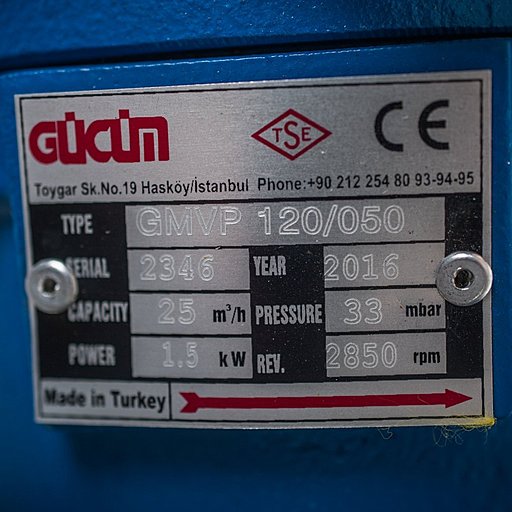 GÜCÜM TSE CE
Toygar Sk.No.19 Hasköy/İstanbul Phone:+90 212 254 80 93-94-95
TYPE GMVP 120/050
SERIAL 2346 YEAR 2016
CAPACITY 25 m³/h PRESSURE 33 mbar
POWER 1.5 kW REV. 2850 rpm
Made in Turkey